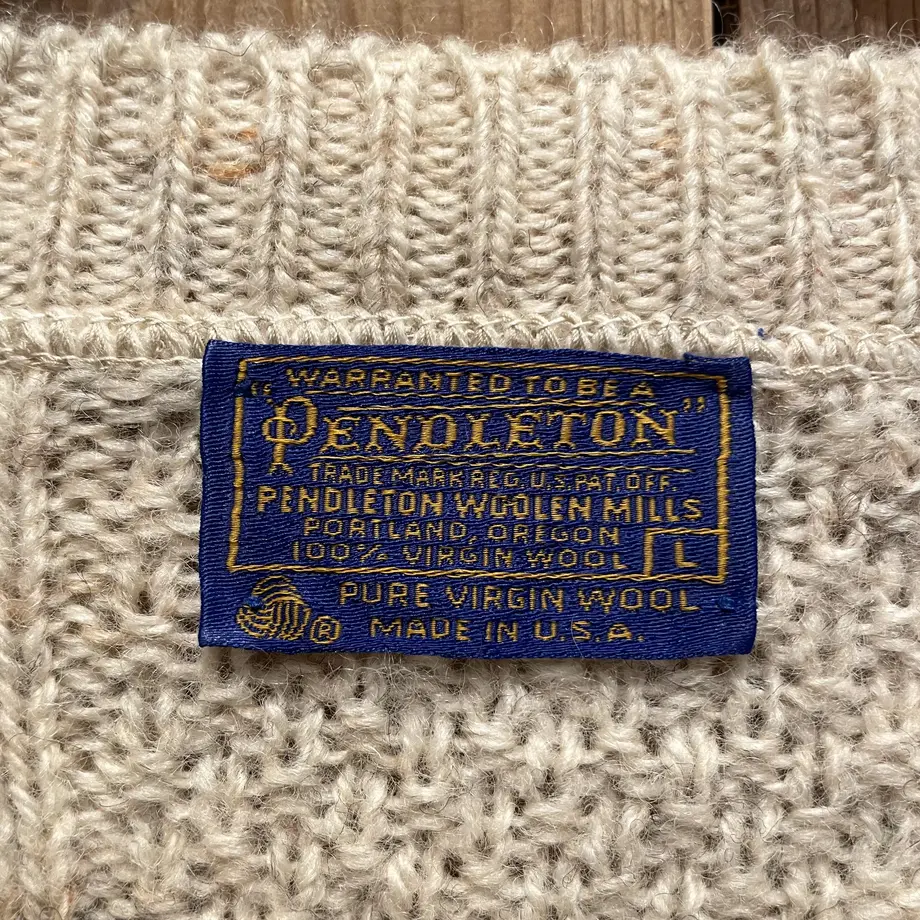 WARRANTED TO BE A
"PENDLETON"
TRADE MARK REG. U.S. PAT. OFF.
PENDLETON WOOLEN MILLS
PORTLAND, OREGON
100% VIRGIN WOOL L
PURE VIRGIN WOOL
® MADE IN U.S.A.